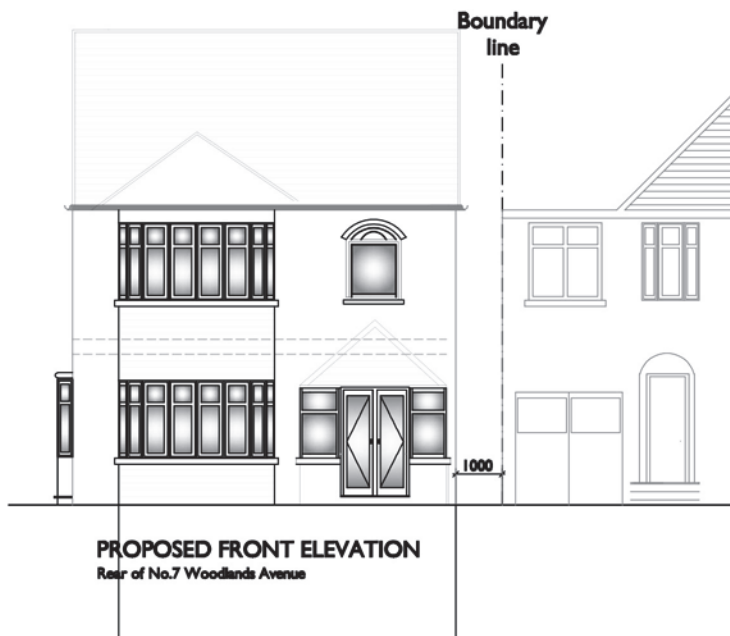 Boundary
line
1000
PROPOSED FRONT ELEVATION
Rear of No.7 Woodlands Avenue